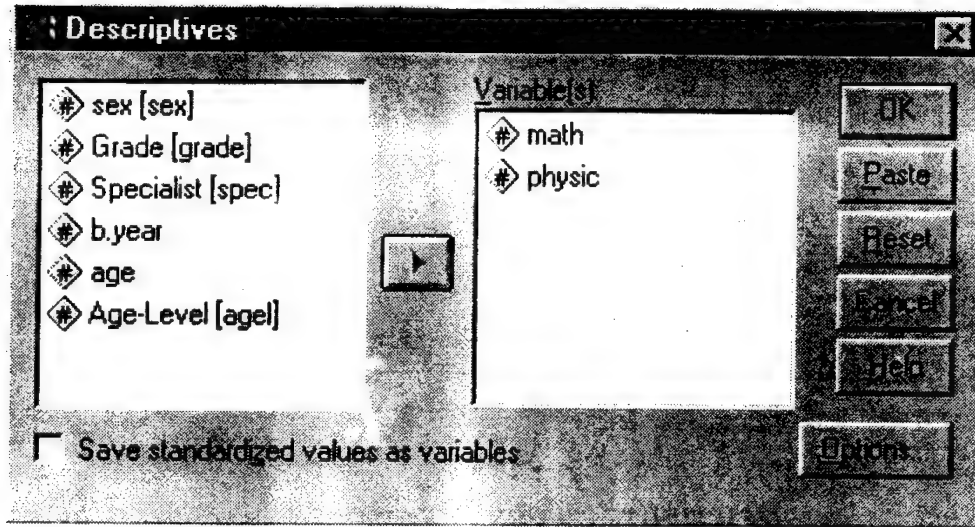 Descriptives
sex [sex]
Grade [grade]
Specialist [spec]
b.year
age
Age-Level [agel]
Variable(s):
math
physic
OK
Paste
Reset
Cancel
Help
Save standardized values as variables
Options...